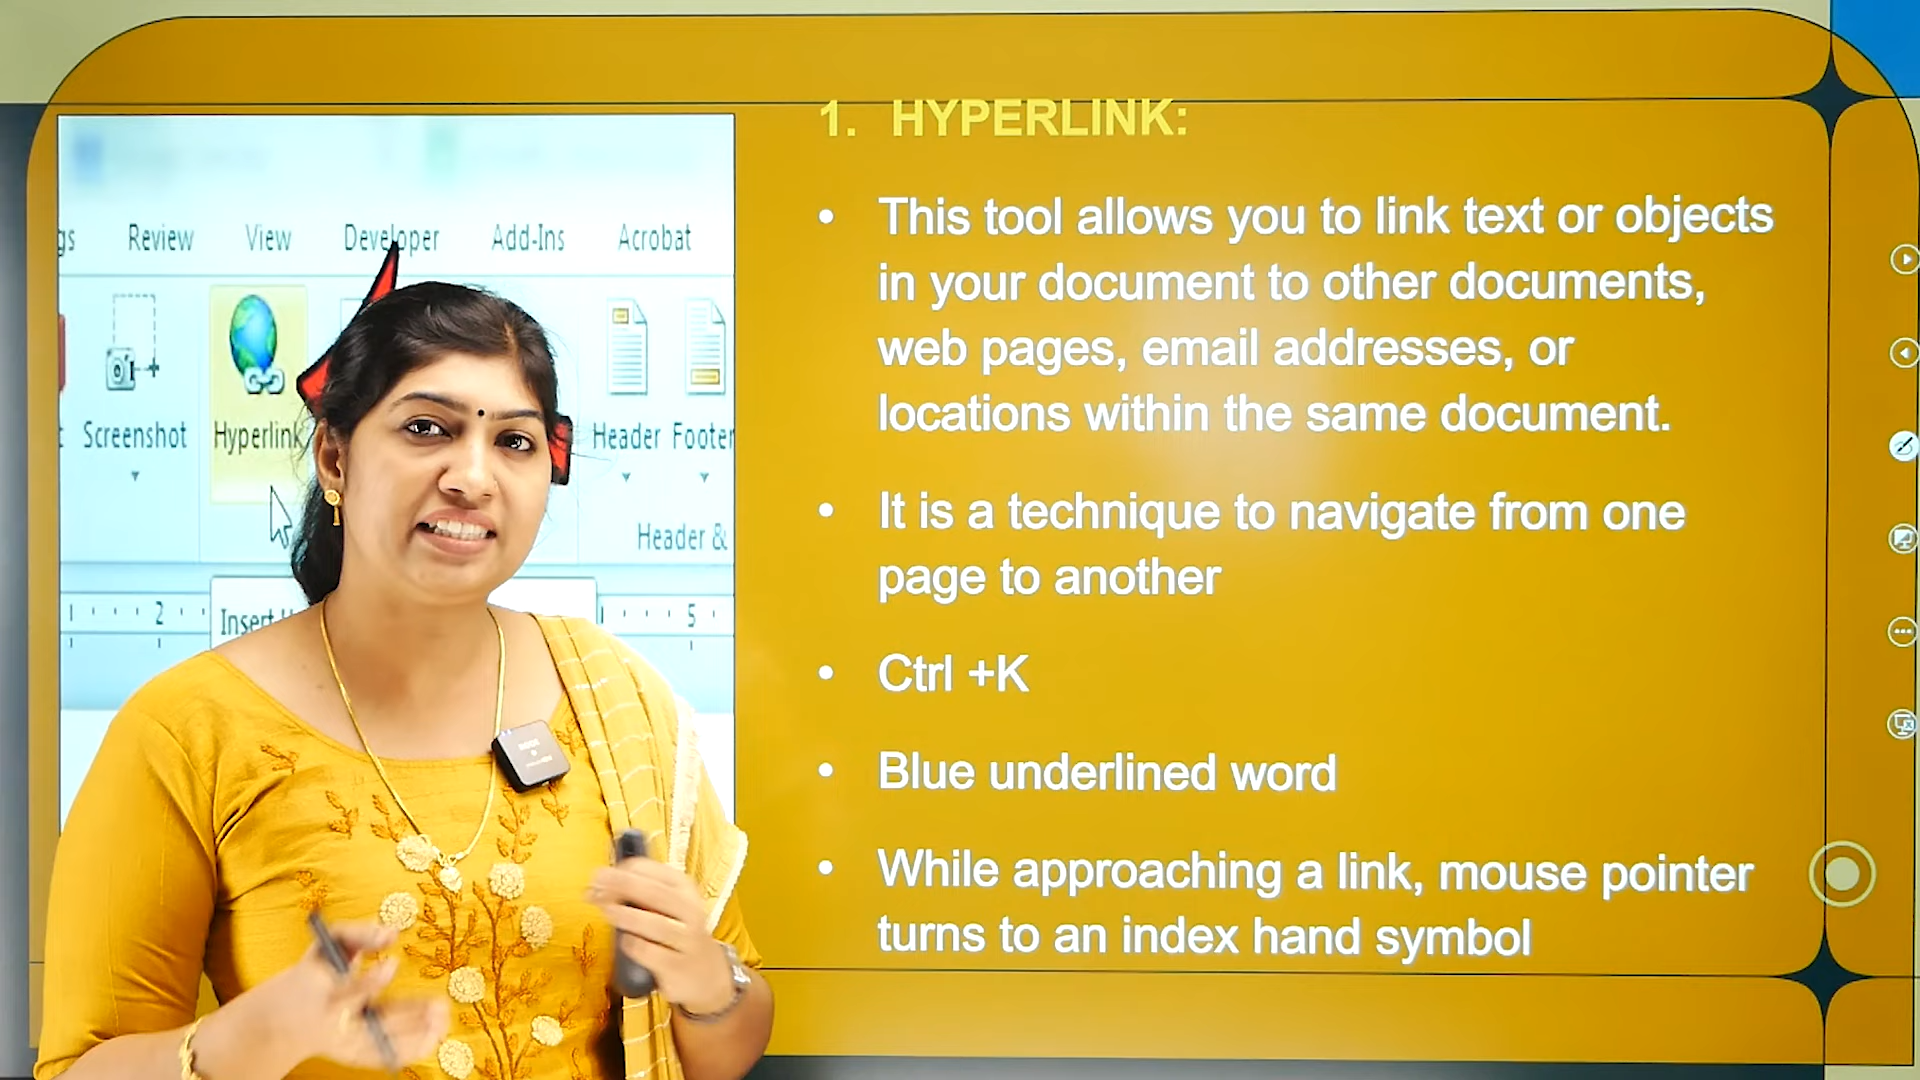 1. HYPERLINK:
• This tool allows you to link text or objects
in your document to other documents,
web pages, email addresses, or
locations within the same document.
• It is a technique to navigate from one
page to another
• Ctrl +K
• Blue underlined word
• While approaching a link, mouse pointer
turns to an index hand symbol
gs Review View Developer Add-Ins Acrobat
Screenshot Hyperlink Header Footer
Header &
2 5
Insert